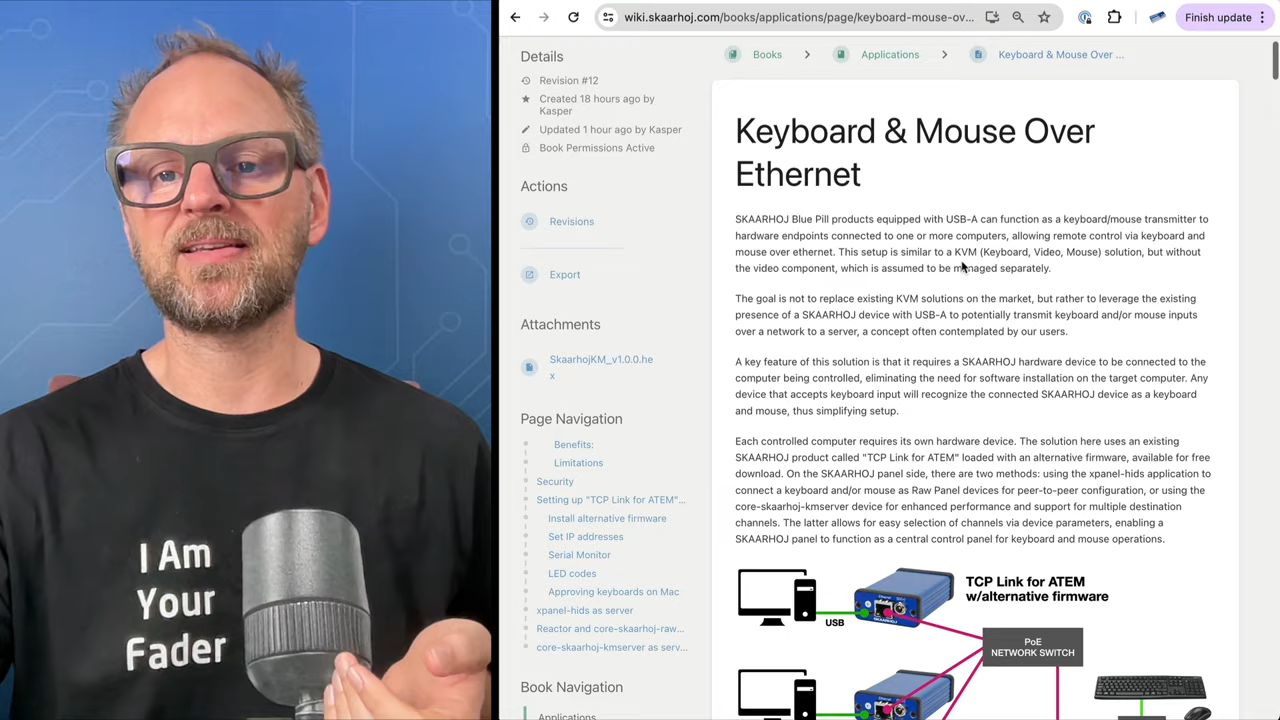 I Am
Your
Fader
wiki.skaarhoj.com/books/applications/page/keyboard-mouse-ov...
Finish update
Details
Revision #12
Created 18 hours ago by
Kasper
Updated 1 hour ago by Kasper
Book Permissions Active
Actions
Revisions
Export
Attachments
SkaarhojKM_v1.0.0.he
x
Page Navigation
Benefits:
Limitations
Security
Setting up "TCP Link for ATEM"...
Install alternative firmware
Set IP addresses
Serial Monitor
LED codes
Approving keyboards on Mac
xpanel-hids as server
Reactor and core-skaarhoj-raw...
core-skaarhoj-kmserver as serv...
Book Navigation
Applications
Books
Applications
Keyboard & Mouse Over ...
Keyboard & Mouse Over
Ethernet
SKAARHOJ Blue Pill products equipped with USB-A can function as a keyboard/mouse transmitter to
hardware endpoints connected to one or more computers, allowing remote control via keyboard and
mouse over ethernet. This setup is similar to a KVM (Keyboard, Video, Mouse) solution, but without
the video component, which is assumed to be managed separately.
The goal is not to replace existing KVM solutions on the market, but rather to leverage the existing
presence of a SKAARHOJ device with USB-A to potentially transmit keyboard and/or mouse inputs
over a network to a server, a concept often contemplated by our users.
A key feature of this solution is that it requires a SKAARHOJ hardware device to be connected to the
computer being controlled, eliminating the need for software installation on the target computer. Any
device that accepts keyboard input will recognize the connected SKAARHOJ device as a keyboard
and mouse, thus simplifying setup.
Each controlled computer requires its own hardware device. The solution here uses an existing
SKAARHOJ product called "TCP Link for ATEM" loaded with an alternative firmware, available for free
download. On the SKAARHOJ panel side, there are two methods: using the xpanel-hids application to
connect a keyboard and/or mouse as Raw Panel devices for peer-to-peer configuration, or using the
core-skaarhoj-kmserver device for enhanced performance and support for multiple destination
channels. The latter allows for easy selection of channels via device parameters, enabling a
SKAARHOJ panel to function as a central control panel for keyboard and mouse operations.
TCP Link for ATEM
w/alternative firmware
USB
SKAARHOJ
PoE
NETWORK SWITCH